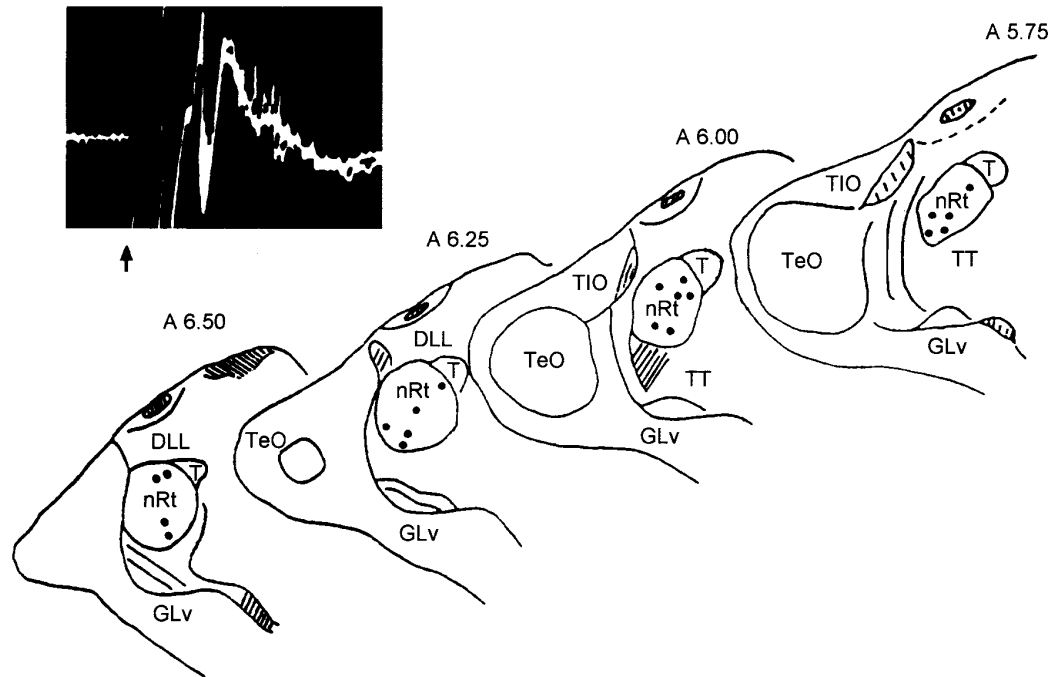 A 6.50
DLL
T
nRt
GLv
A 6.25
DLL
T
nRt
TeO
GLv
A 6.00
TIO
T
nRt
TeO
TT
GLv
A 5.75
TIO
T
nRt
TeO
TT
GLv